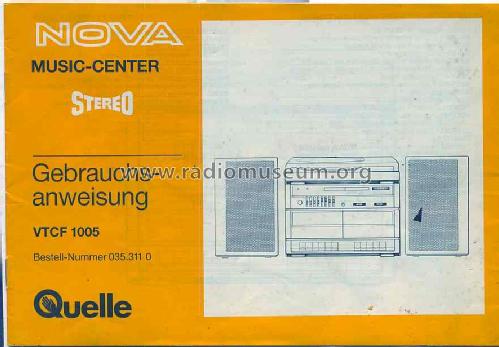 NOVA
MUSIC-CENTER
STEREO
Gebrauchs-
anweisung
www.radiomuseum.org
VTCF 1005
Bestell-Nummer 035.311 0
Quelle